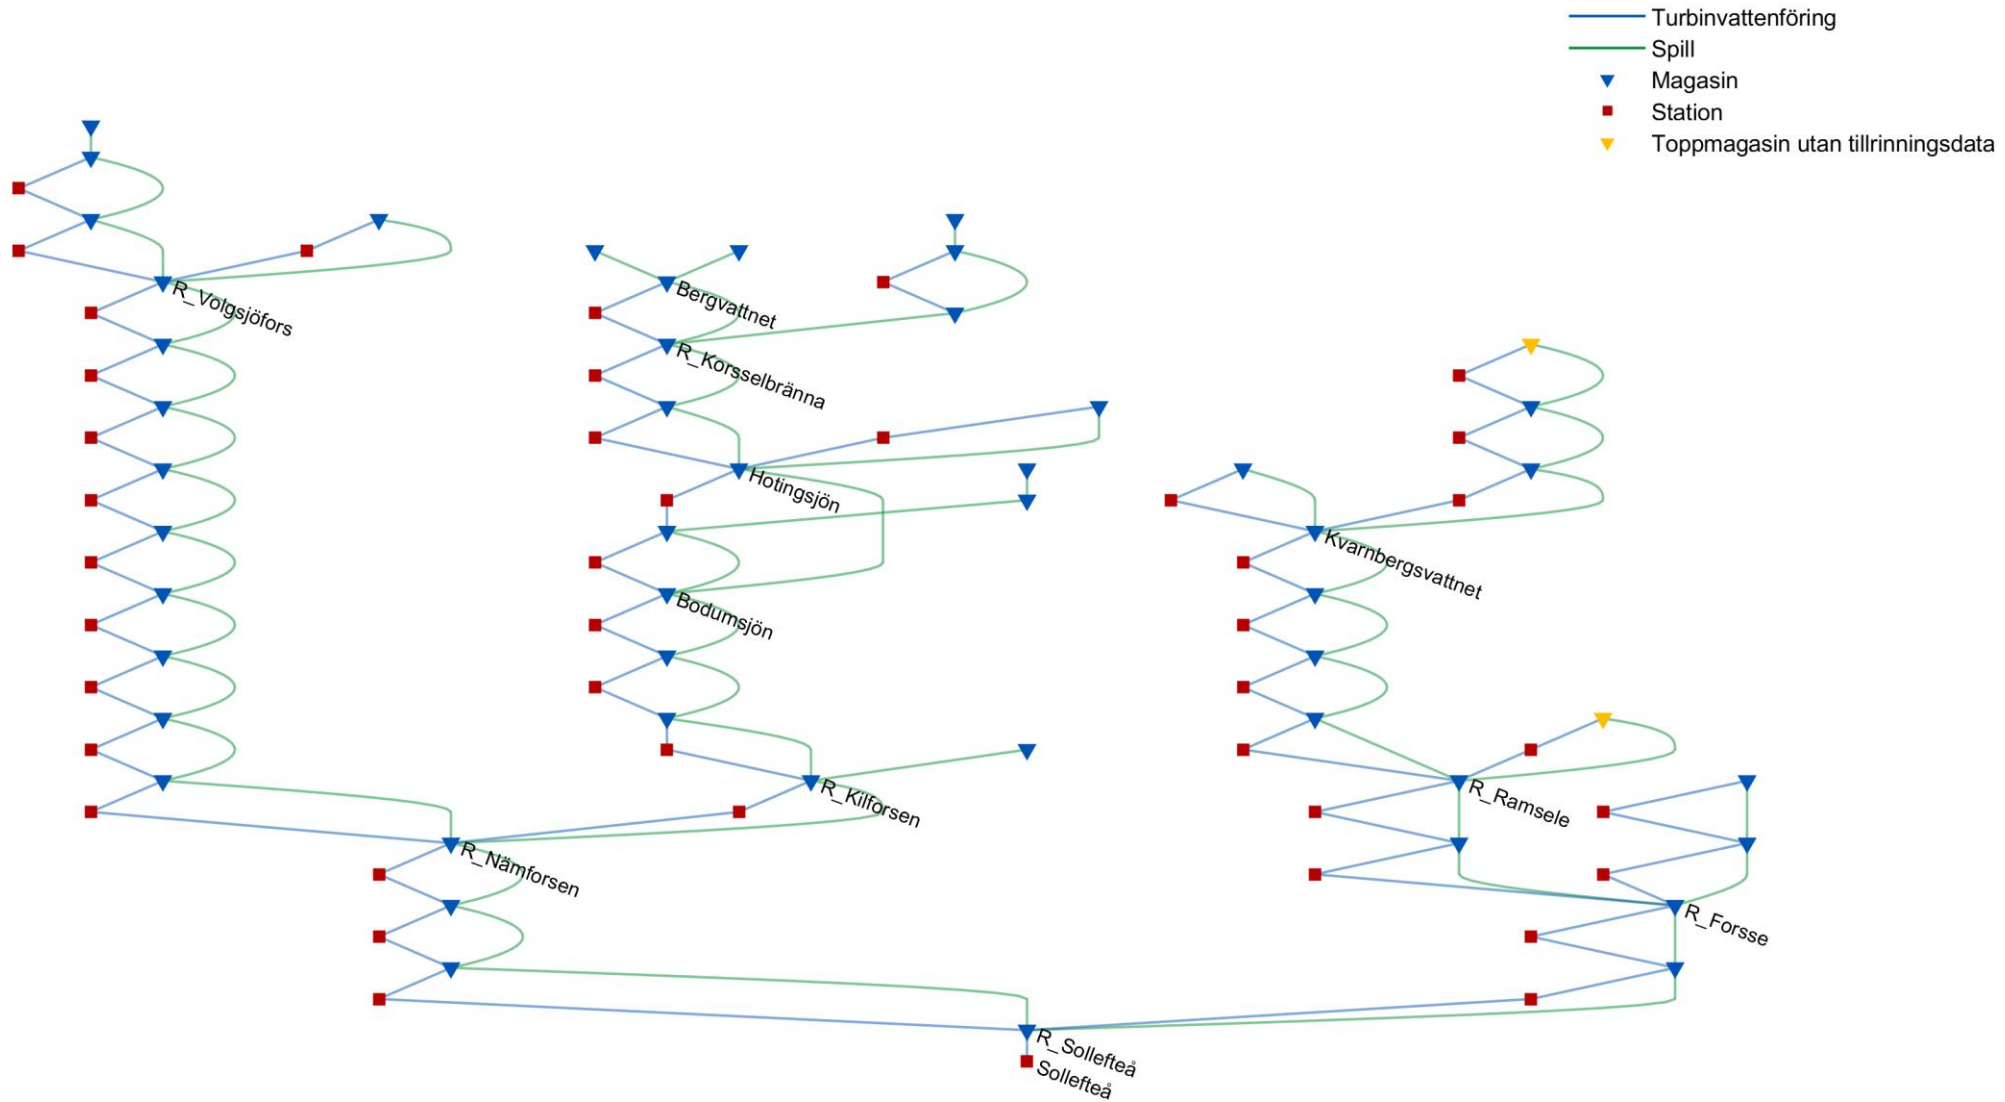 Turbinvattenföring
Spill
Magasin
Station
Toppmagasin utan tillrinningsdata
R_Volgsjöfors
Bergvattnet
R_Korsselbränna
Hotingsjön
Kvarnbergsvattnet
Bodumsjön
R_Kilforsen
R_Ramsele
R_Nämforsen
R_Forsse
R_Sollefteå
Sollefteå